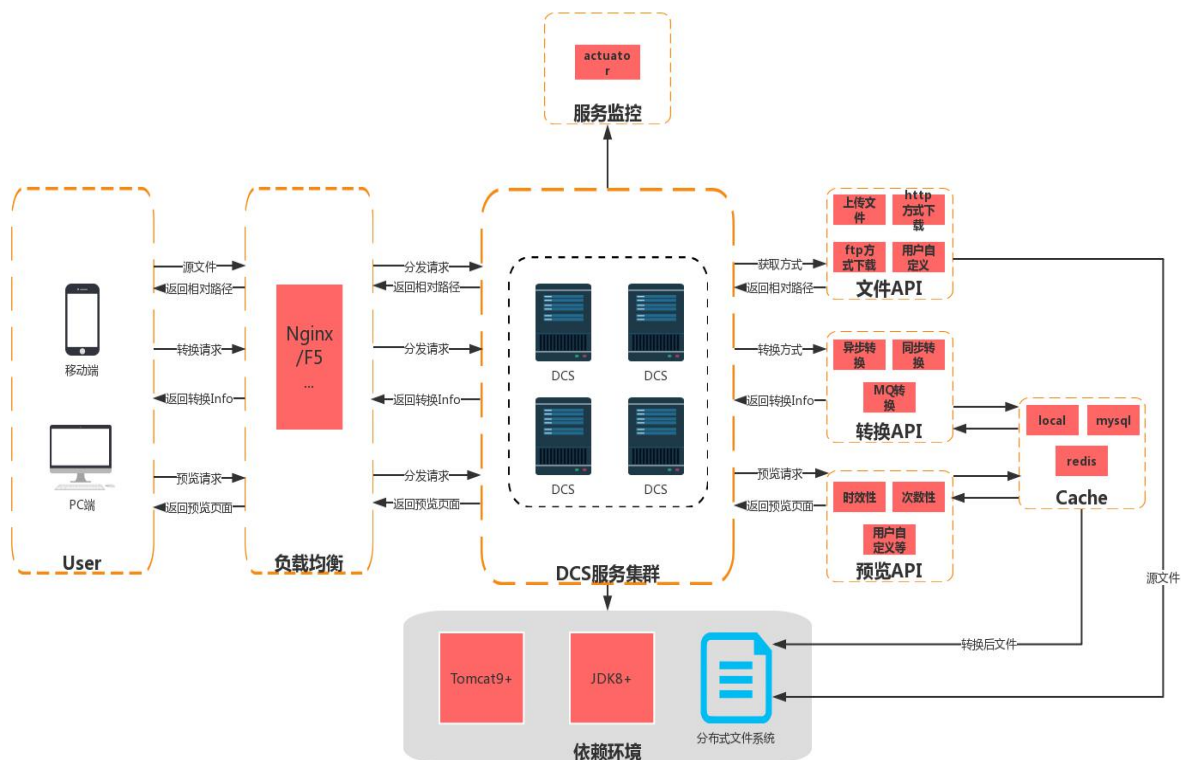 actuato
r
服务监控
源文件
返回相对路径
移动端
转换请求
返回转换Info
PC端
预览请求
返回预览页面
User
Nginx
/F5
...
负载均衡
分发请求
返回相对路径
分发请求
返回转换Info
分发请求
返回预览页面
DCS
DCS
DCS
DCS
DCS服务集群
获取方式
返回相对路径
转换方式
返回转换Info
预览请求
返回预览页面
上传文
件
http
方式下
载
ftp方
式下载
用户自
定义
文件API
异步转
换
同步转
换
MQ转
换
转换API
时效性
次数性
用户自
定义等
预览API
local
mysql
redis
Cache
源文件
转换后文件
Tomcat9+
JDK8+
分布式文件系统
依赖环境